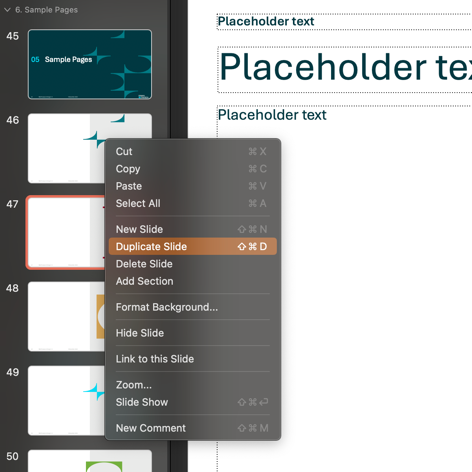 6. Sample Pages
45
05 Sample Pages
46
47
48
49
50
Placeholder text
Placeholder te
Placeholder text
Cut ⌘ X
Copy ⌘ C
Paste ⌘ V
Select All ⌘ A
New Slide ⇧ ⌘ N
Duplicate Slide ⇧ ⌘ D
Delete Slide
Add Section
Format Background...
Hide Slide
Link to this Slide
Zoom...
Slide Show ⇧ ⌘ ⏎
New Comment ⇧ ⌘ M